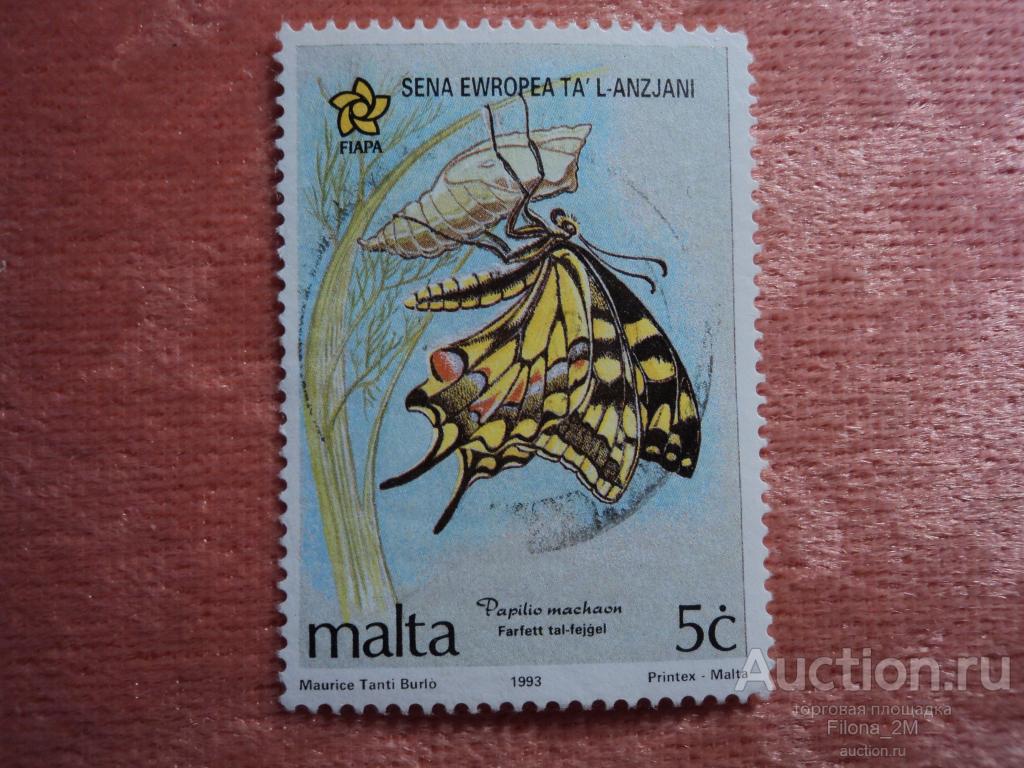 SENA EWROPEA TA' L-ANZJANI
FIAPA
Papilio machaon
Farfett tal-fejġel
malta 5ċ
Maurice Tanti Burlò 1993 Printex - Malta
Auction.ru
торговая площадка
Filona_2M
auction.ru